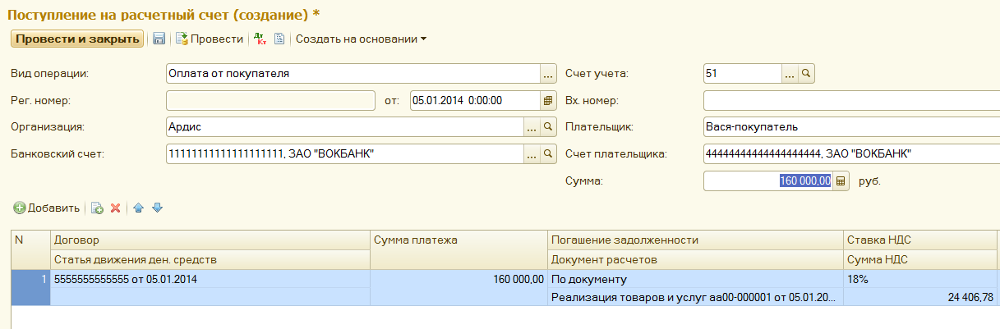 Поступление на расчетный счет (создание) *
Провести и закрыть Провести Дт Кт Создать на основании
Вид операции: Оплата от покупателя ... Счет учета: 51 ...
Рег. номер: от: 05.01.2014 0:00:00 Вх. номер:
Организация: Ардис ... Плательщик: Вася-покупатель
Банковский счет: 11111111111111111111, ЗАО "ВОКБАНК" ... Счет плательщика: 44444444444444444444, ЗАО "ВОКБАНК"
Сумма: 160 000,00 руб.
Добавить
N Договор Сумма платежа Погашение задолженности Ставка НДС
Статья движения ден. средств Документ расчетов Сумма НДС
1 5555555555555 от 05.01.2014 160 000,00 По документу 18%
Реализация товаров и услуг аа00-000001 от 05.01.20... 24 406,78